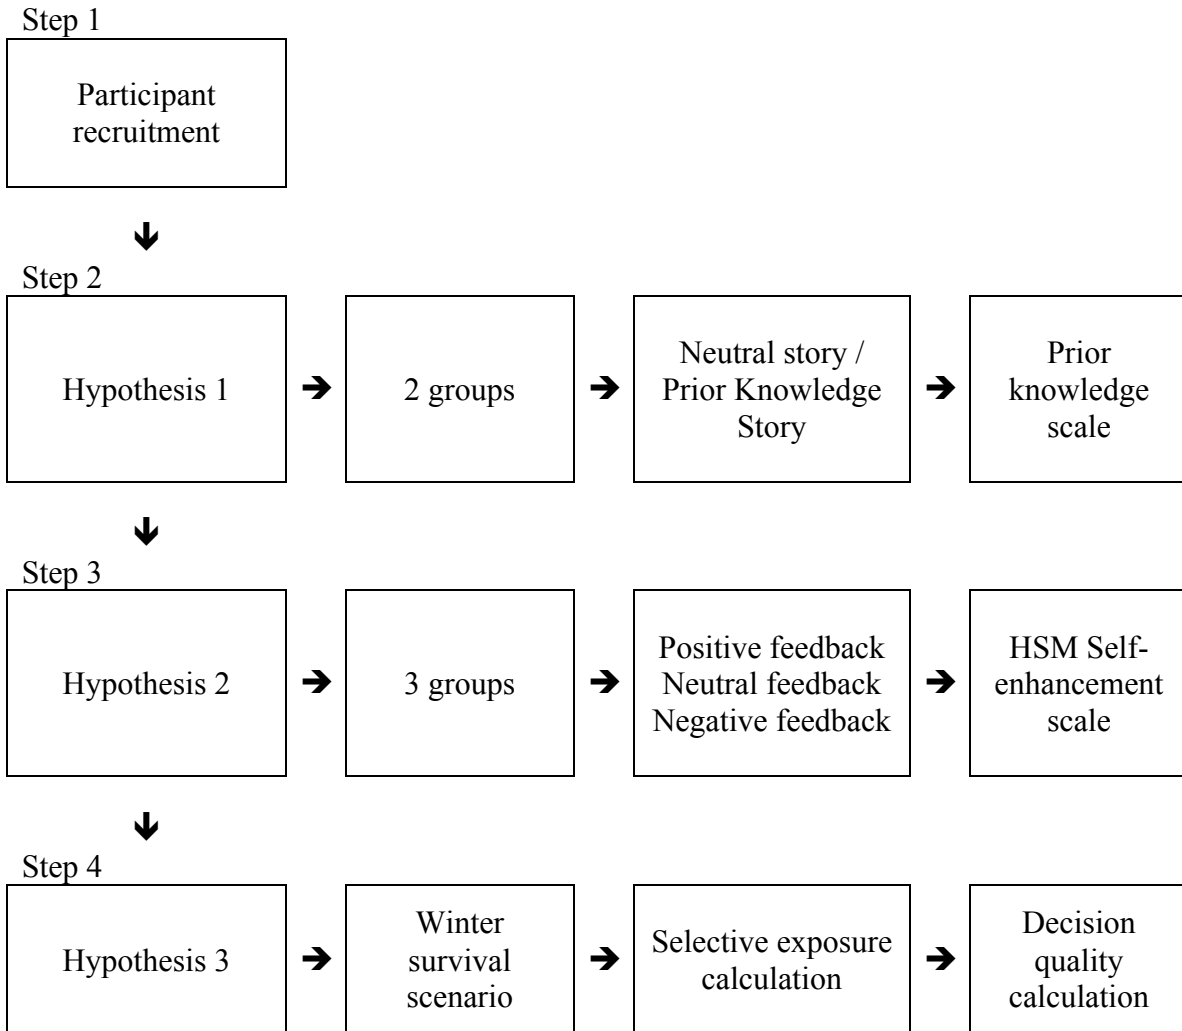 Step 1
Participant
recruitment
Step 2
Hypothesis 1
2 groups
Neutral story /
Prior Knowledge
Story
Prior
knowledge
scale
Step 3
Hypothesis 2
3 groups
Positive feedback
Neutral feedback
Negative feedback
HSM Self-
enhancement
scale
Step 4
Hypothesis 3
Winter
survival
scenario
Selective exposure
calculation
Decision
quality
calculation